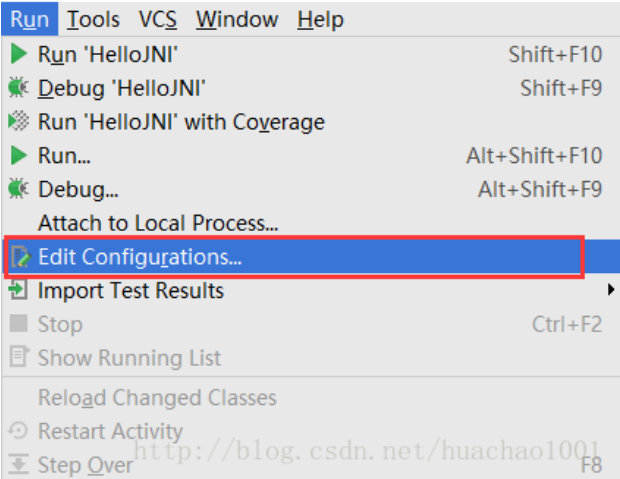 Run Tools VCS Window Help
Run 'HelloJNI' Shift+F10
Debug 'HelloJNI' Shift+F9
Run 'HelloJNI' with Coverage
Run... Alt+Shift+F10
Debug... Alt+Shift+F9
Attach to Local Process...
Edit Configurations...
Import Test Results
Stop Ctrl+F2
Show Running List
Reload Changed Classes
Restart Activity
http://blog.csdn.net/huachao1001
Step Over F8